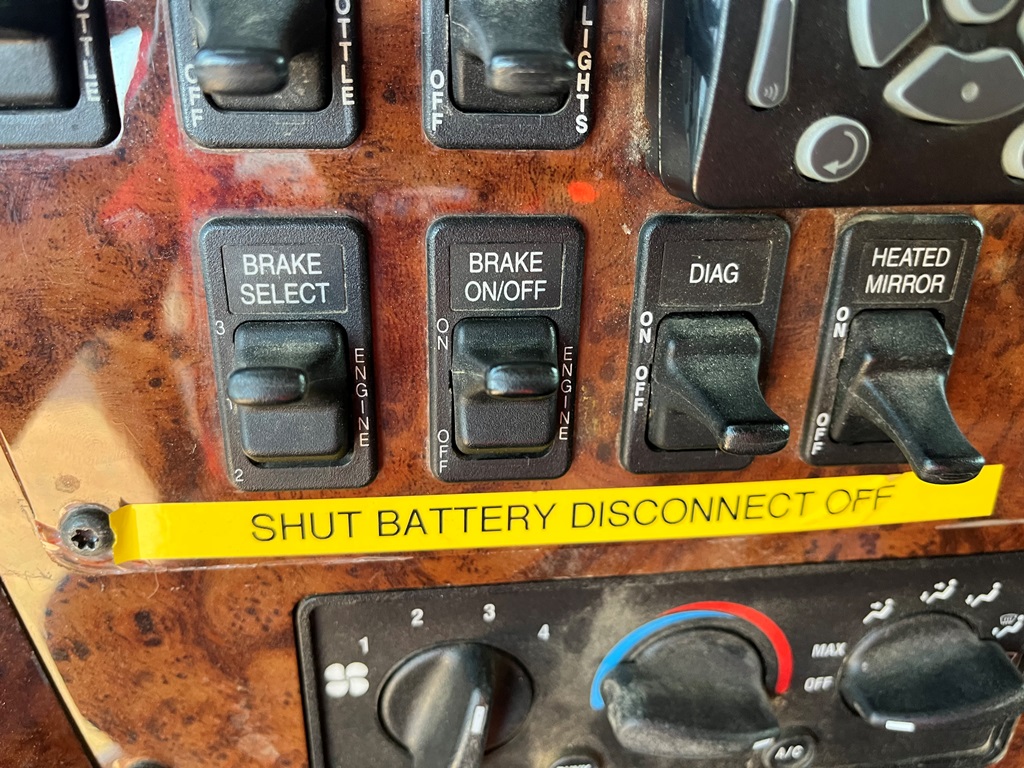 OTTLE
OFF
OTTLE
OFF
LIGHTS
BRAKE
SELECT
3
1
2
ENGINE
BRAKE
ON/OFF
ON
OFF
ENGINE
DIAG
ON
OFF
HEATED
MIRROR
ON
OFF
SHUT BATTERY DISCONNECT OFF
1
2
3
4
MAX
OFF
A/C